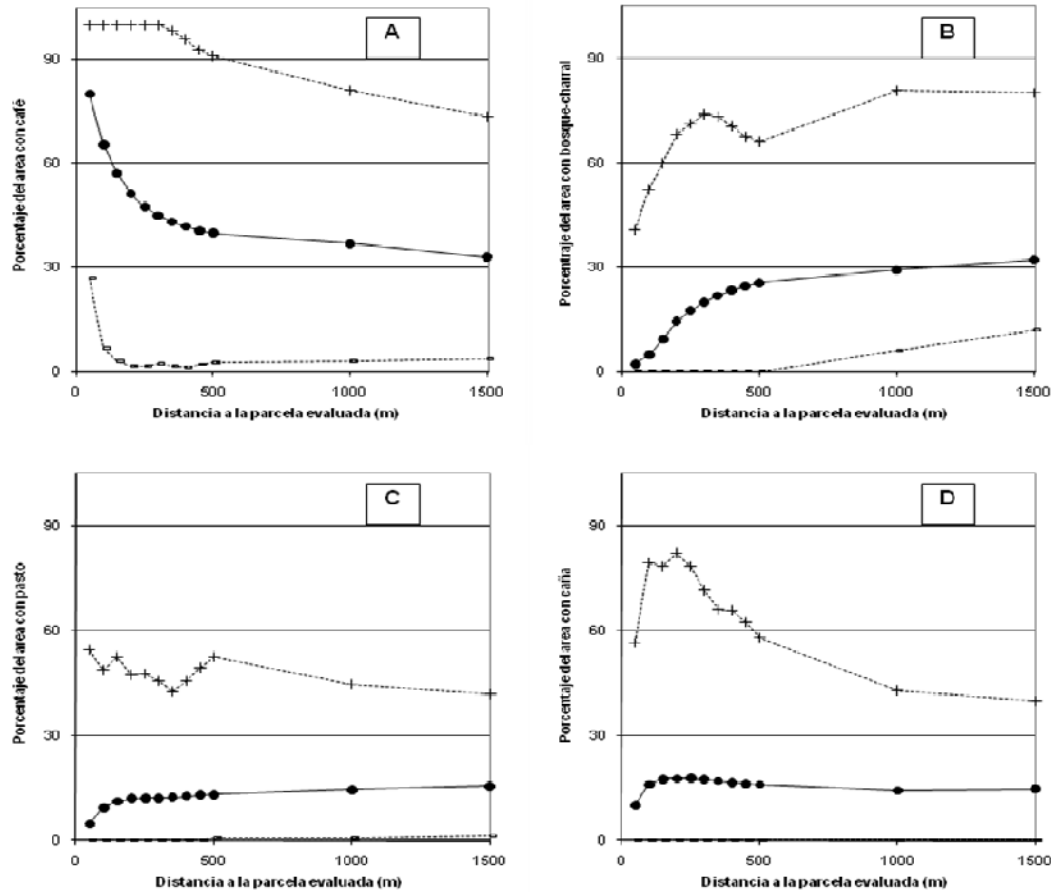 A
Porcentaje del area con café
90
60
30
0
0 500 1000 1500
Distancia a la parcela evaluada (m)
B
Porcentraje del area con bosque-charral
90
60
30
0
0 500 1000 1500
Distancia a la parcela evaluada (m)
C
Porcentaje del area con pasto
90
60
30
0
0 500 1000 1500
Distancia a la parcela evaluada (m)
D
Porcentaje del area con caña
90
60
30
0
0 500 1000 1500
Distancia a la parcela evaluada (m)